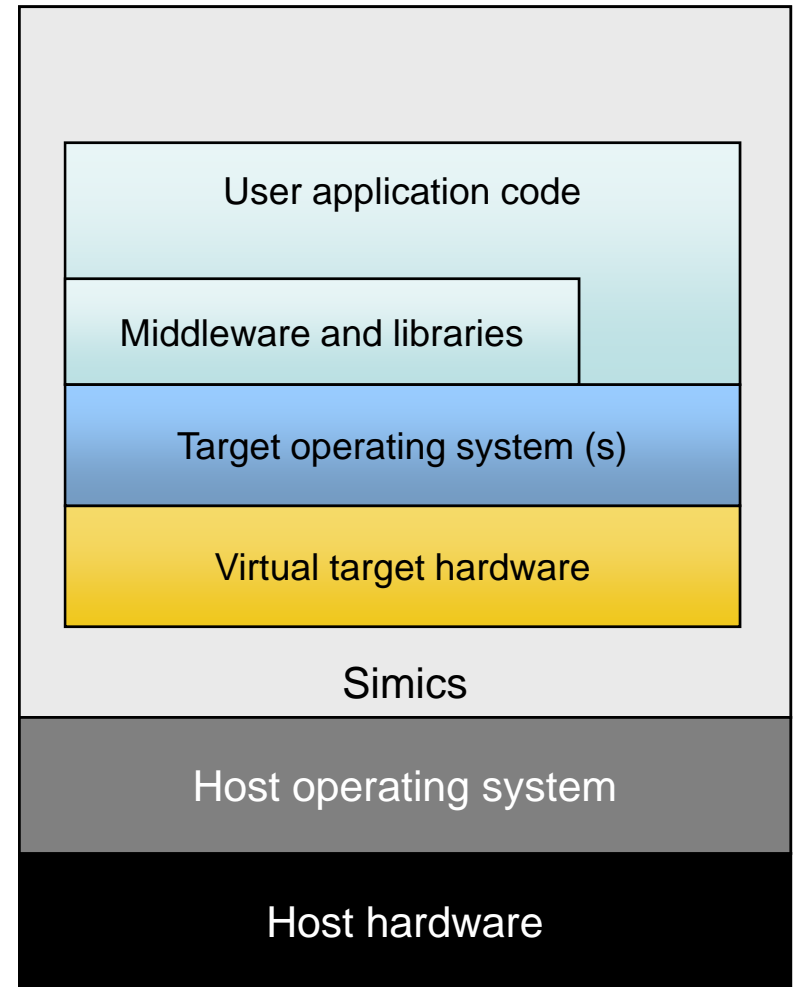 User application code
Middleware and libraries
Target operating system (s)
Virtual target hardware
Simics
Host operating system
Host hardware